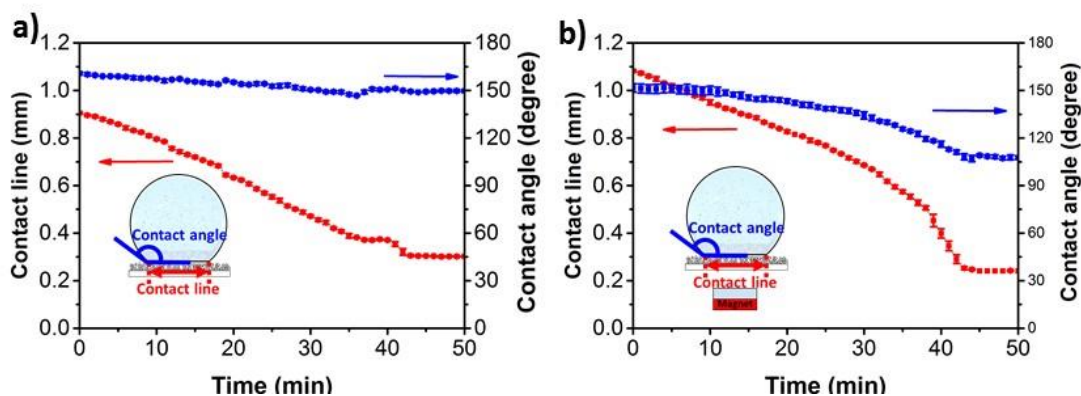 a)
Contact line (mm)
1.2
1.0
0.8
0.6
0.4
0.2
0.0
180
150
120
90
60
30
0
Contact angle (degree)
Contact angle
Contact line
0 10 20 30 40 50
Time (min)
b)
Contact line (mm)
1.2
1.0
0.8
0.6
0.4
0.2
0.0
180
150
120
90
60
30
0
Contact angle (degree)
Contact angle
Contact line
Magnet
0 10 20 30 40 50
Time (min)